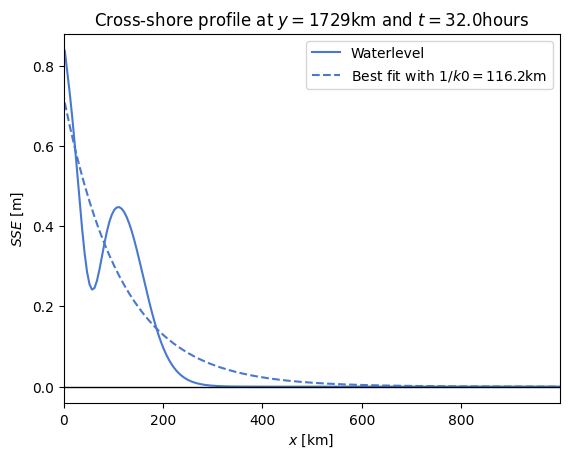 Cross-shore profile at y = 1729km and t = 32.0hours
Waterlevel
Best fit with 1/k0 = 116.2km
SSE [m]
0.8
0.6
0.4
0.2
0.0
0 200 400 600 800
x [km]